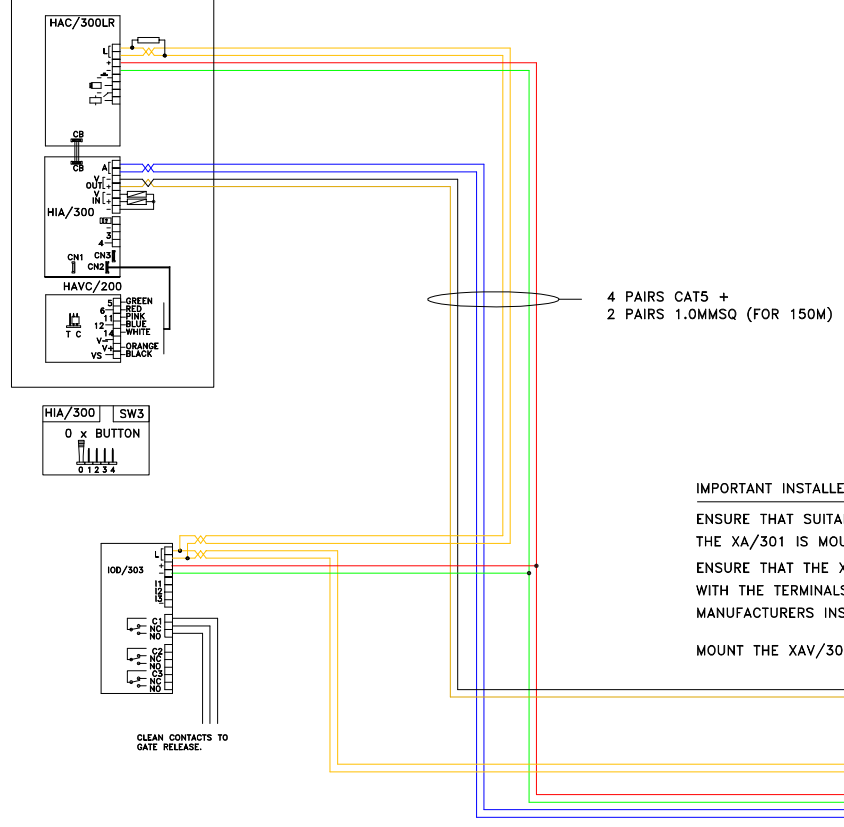 HAC/300LR
L
+
-
CB
CB
A
V -
OUT +
V -
IN +
-
HIA/300
-
3
4
CN3
CN1
CN2
HAVC/200
5 GREEN
6 RED
11 PINK
12 BLUE
14 WHITE
V-
V+ ORANGE
VS BLACK
T C
4 PAIRS CAT5 +
2 PAIRS 1.0MMSQ (FOR 150M)
HIA/300 SW3
0 x BUTTON
0 1 2 3 4
IMPORTANT INSTALLE
ENSURE THAT SUITA
THE XA/301 IS MOU
ENSURE THAT THE X
WITH THE TERMINALS
MANUFACTURERS INS
MOUNT THE XAV/30
L
+
-
IOD/303
I1
I2
I3
-
C1
NC
NO
C2
NC
NO
C3
NC
NO
CLEAN CONTACTS TO
GATE RELEASE.